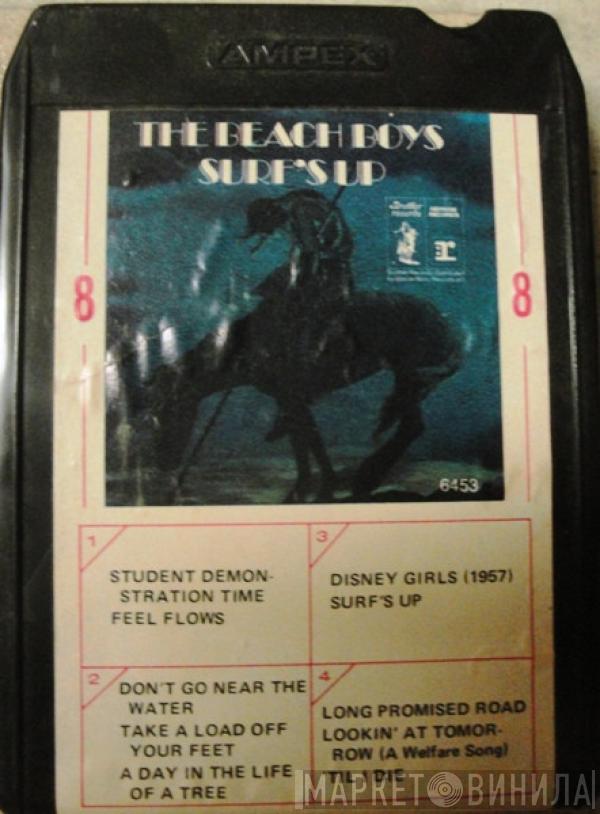 AMPEX
THE BEACH BOYS
SURF'S UP
8
8
6453
1
STUDENT DEMON-
STRATION TIME
FEEL FLOWS
2
DON'T GO NEAR THE
WATER
TAKE A LOAD OFF
YOUR FEET
A DAY IN THE LIFE
OF A TREE
3
DISNEY GIRLS (1957)
SURF'S UP
4
LONG PROMISED ROAD
LOOKIN' AT TOMOR-
ROW (A Welfare Song)
'TIL I DIE
МАРКЕТ ВИНИЛА